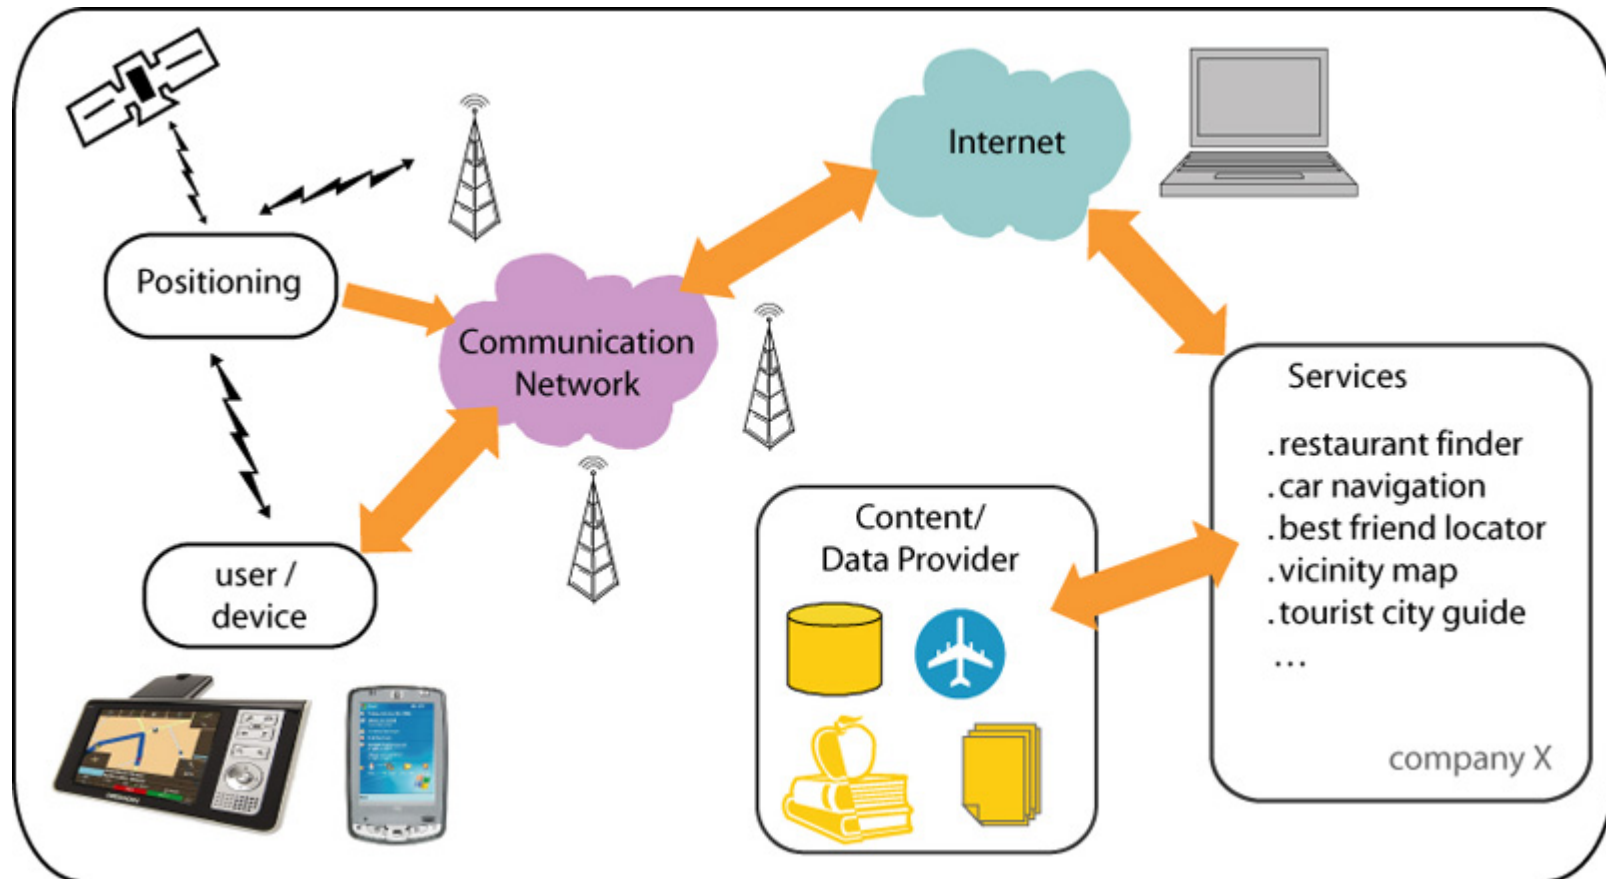 Internet
Positioning
Communication
Network
user /
device
Content/
Data Provider
Services
.restaurant finder
.car navigation
.best friend locator
.vicinity map
.tourist city guide
...
company X